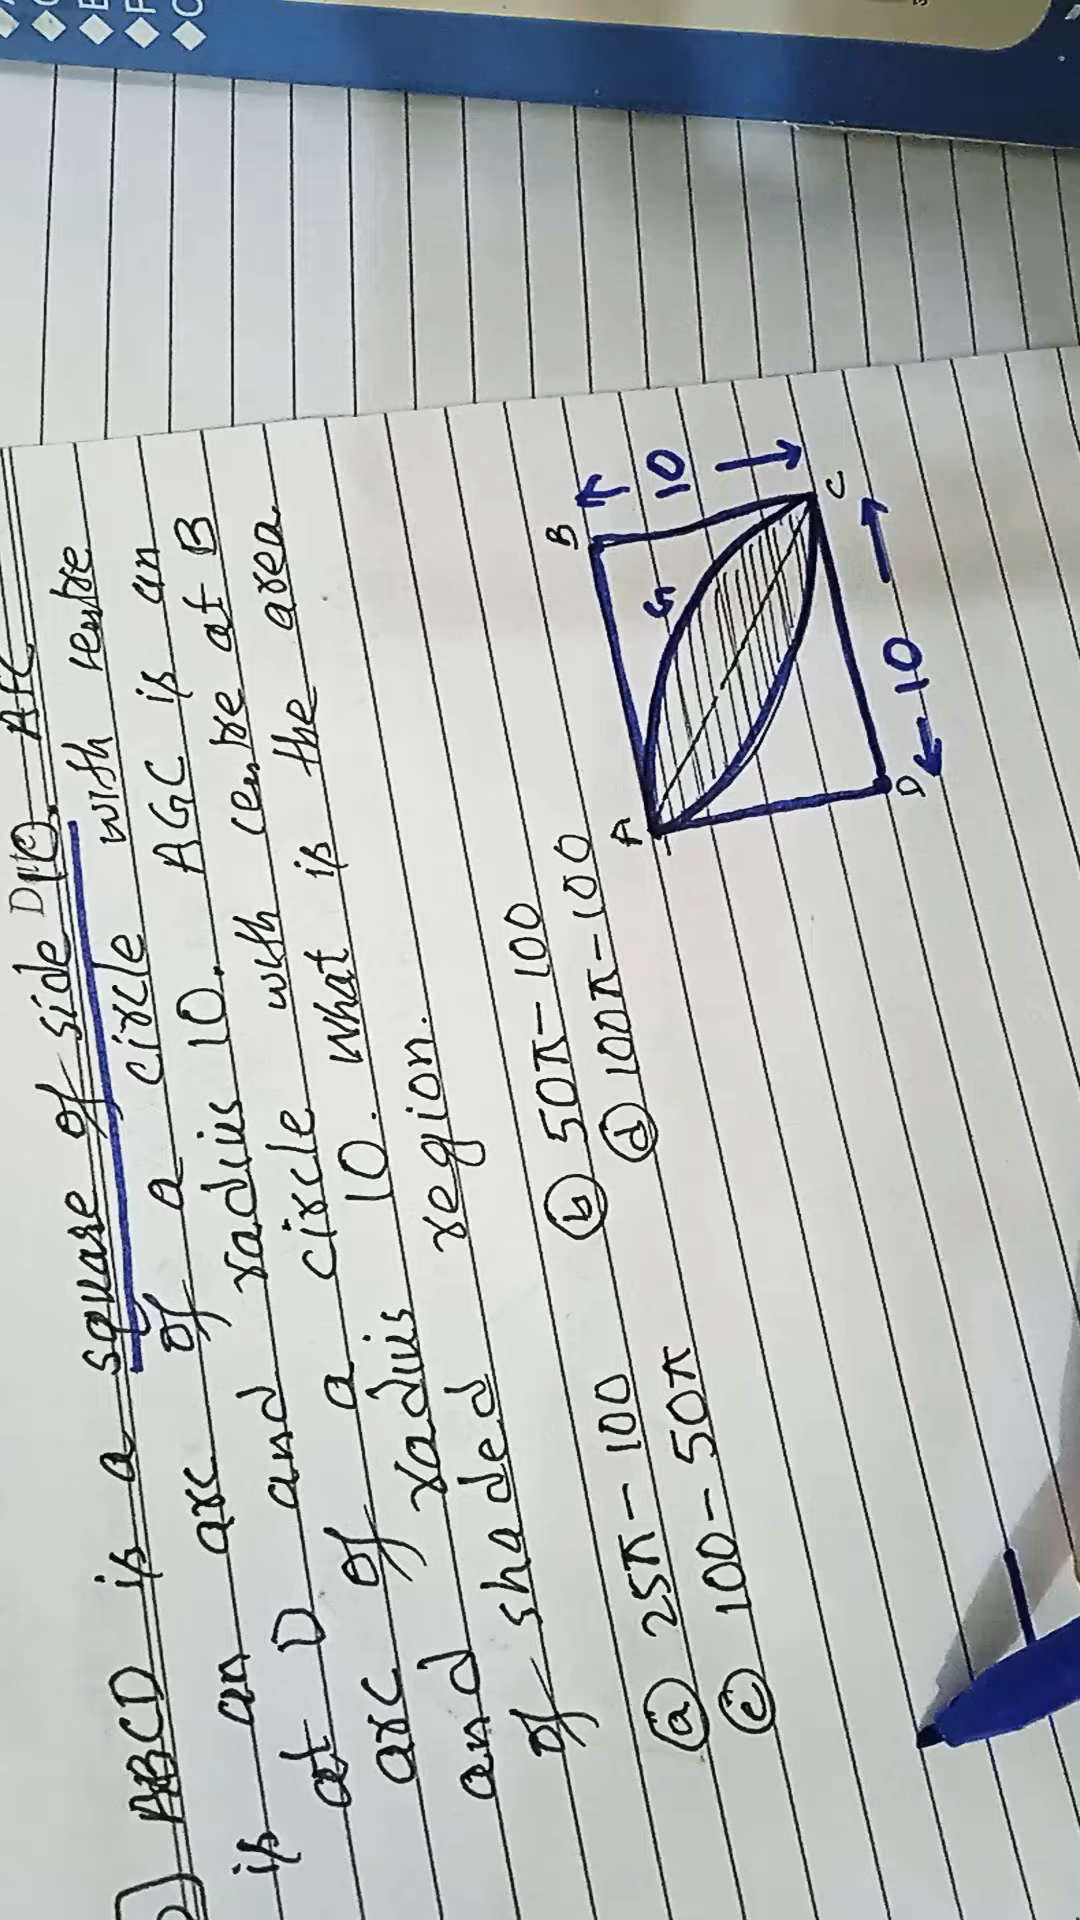 ABCD is a square of side 10. AFC
is an arc of a circle with centre
at D and radius 10. AGC is an
arc of a circle with centre at B
and radius 10. what is the area
of shaded region.
(a) 25π-100 (b) 50π-100
(c) 100-50π (d) 100π-100
A B
G
10
C
D
10